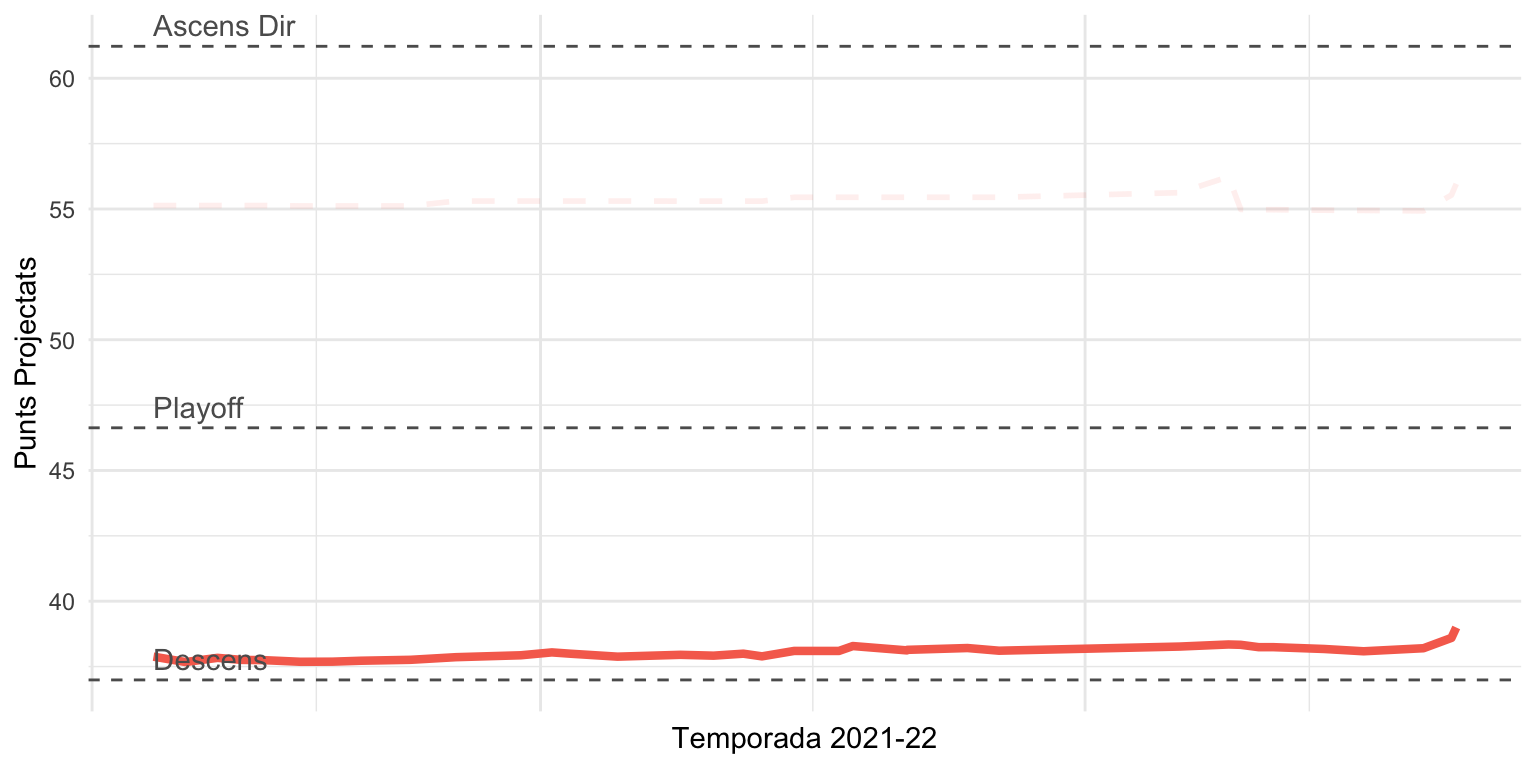 Ascens Dir
60
55
50
Playoff
45
40
Descens
Punts Projectats
Temporada 2021-22